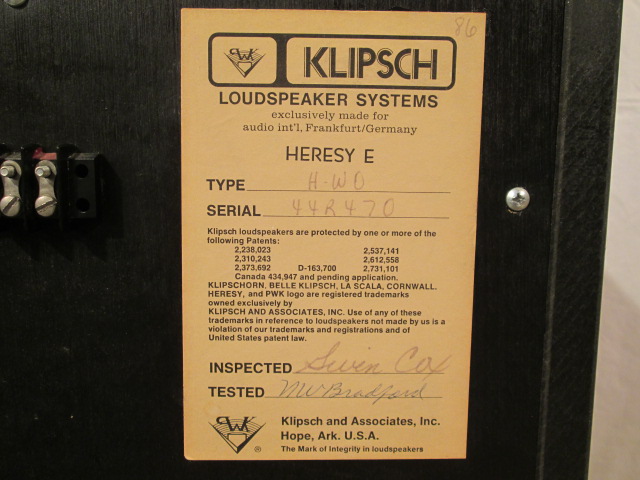 86
PWK KLIPSCH
LOUDSPEAKER SYSTEMS
exclusively made for
audio int'l, Frankfurt/Germany
HERESY E
TYPE H-WO
SERIAL 44R470
Klipsch loudspeakers are protected by one or more of the
following Patents:
2,238,023 2,537,141
2,310,243 2,612,558
2,373,692 D-163,700 2,731,101
Canada 434,947 and pending application.
KLIPSCHORN, BELLE KLIPSCH, LA SCALA, CORNWALL.
HERESY, and PWK logo are registered trademarks
owned exclusively by
KLIPSCH AND ASSOCIATES, INC. Use of any of these
trademarks in reference to loudspeakers not made by us is a
violation of our trademarks and registrations and of
United States patent law.
INSPECTED Cox
TESTED MWBradford
PWK ® Klipsch and Associates, Inc.
Hope, Ark. U.S.A.
The Mark of Integrity in loudspeakers